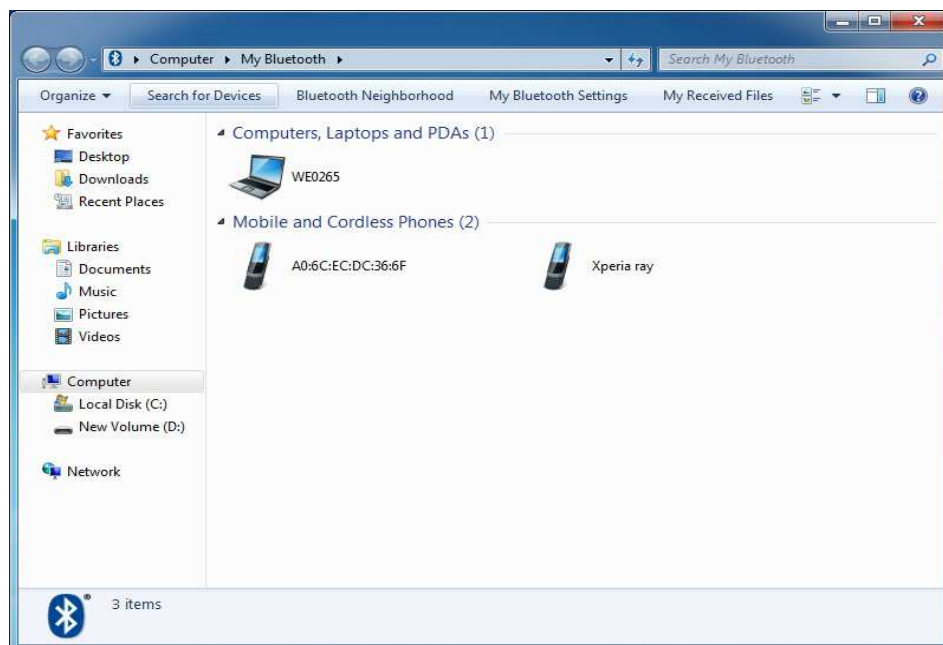 Computer ▸ My Bluetooth ▸
Search My Bluetooth
Organize Search for Devices Bluetooth Neighborhood My Bluetooth Settings My Received Files
Favorites
Desktop
Downloads
Recent Places
Libraries
Documents
Music
Pictures
Videos
Computer
Local Disk (C:)
New Volume (D:)
Network
Computers, Laptops and PDAs (1)
WE0265
Mobile and Cordless Phones (2)
A0:6C:EC:DC:36:6F Xperia ray
3 items